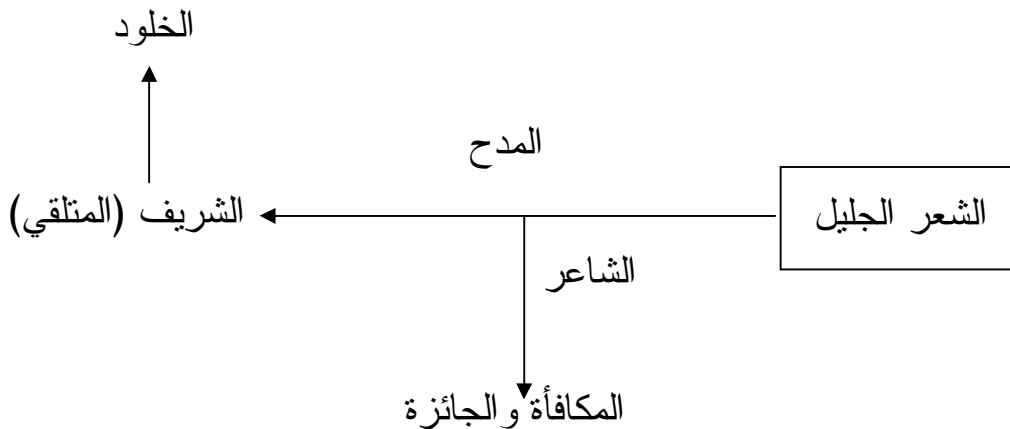 الخلود
المدح
الشعر الجليل
الشريف (المتلقي)
الشاعر
المكافأة والجائزة